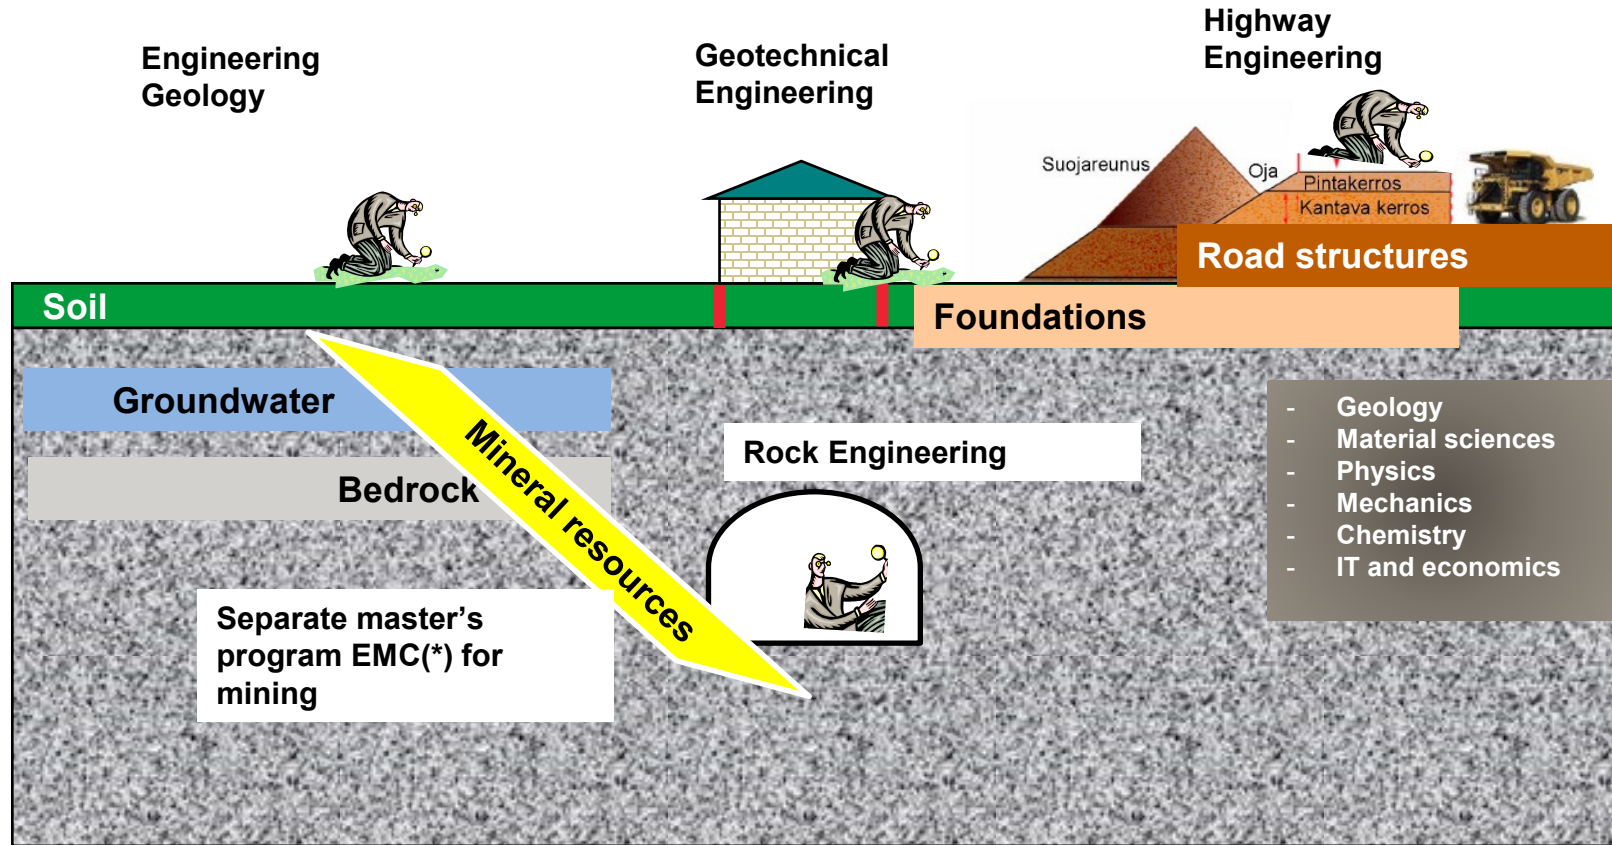 Engineering
Geology
Geotechnical
Engineering
Highway
Engineering
Suojareunus
Oja
Pintakerros
Kantava kerros
Road structures
Soil
Foundations
Groundwater
Bedrock
Mineral resources
Rock Engineering
Separate master’s
program EMC(*) for
mining
- Geology
- Material sciences
- Physics
- Mechanics
- Chemistry
- IT and economics